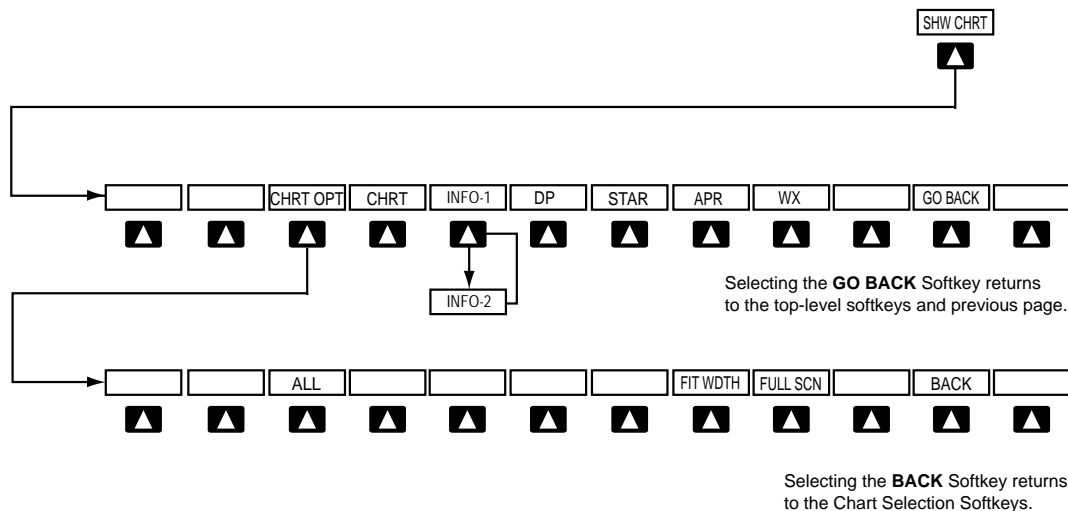 SHW CHRT
CHRT OPT CHRT INFO-1 DP STAR APR WX GO BACK
INFO-2
Selecting the GO BACK Softkey returns
to the top-level softkeys and previous page.
ALL FIT WDTH FULL SCN BACK
Selecting the BACK Softkey returns
to the Chart Selection Softkeys.